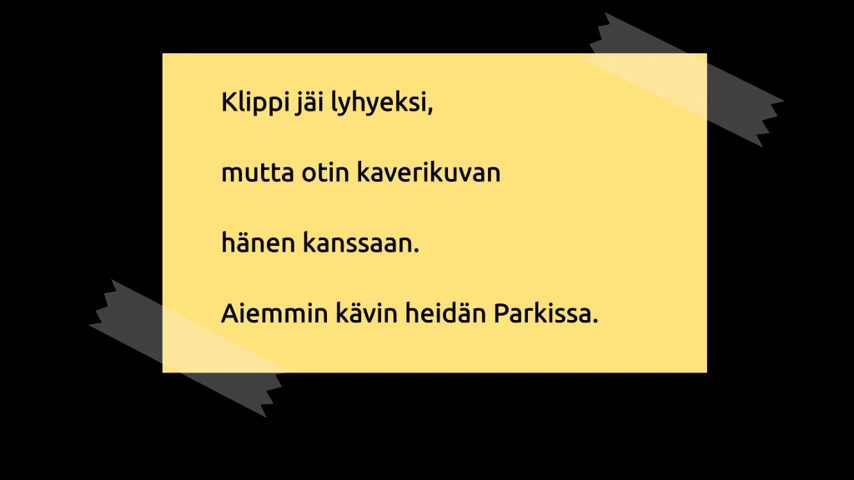 Klippi jäi lyhyeksi,
mutta otin kaverikuvan
hänen kanssaan.
Aiemmin kävin heidän Parkissa.